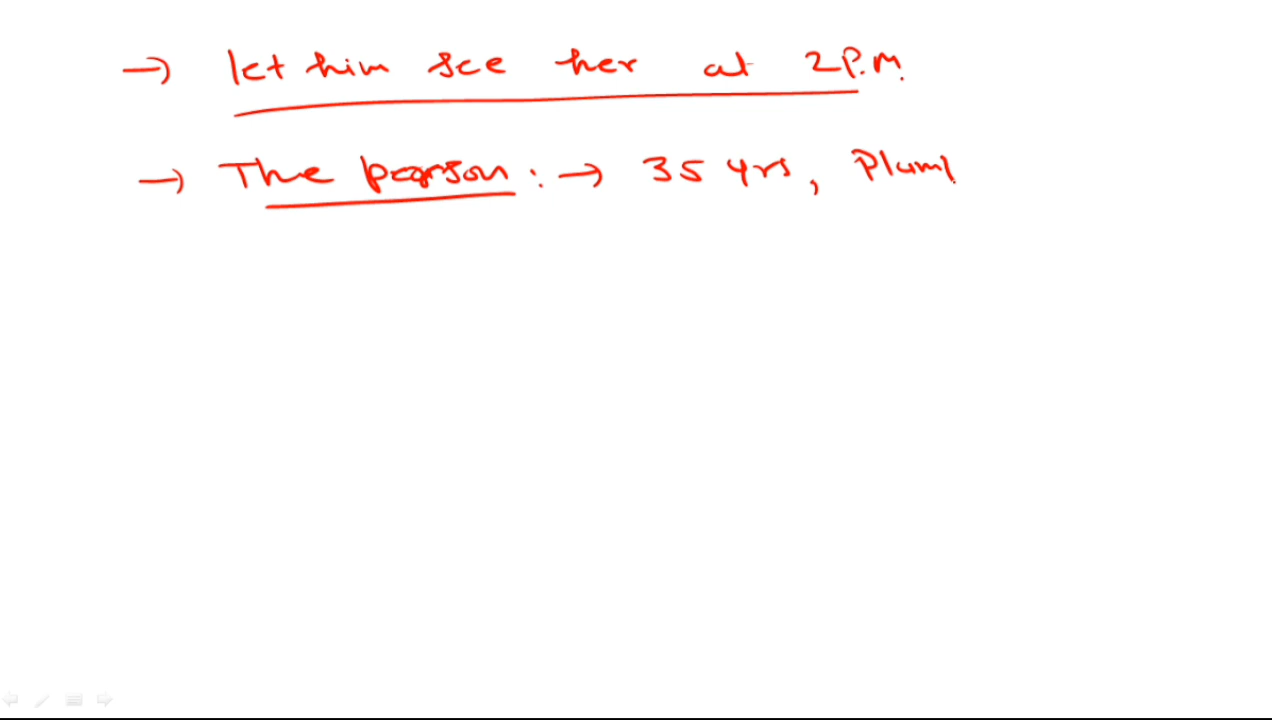 → let him see her at 2 P.M.
→ The person : → 35 yrs, Plum